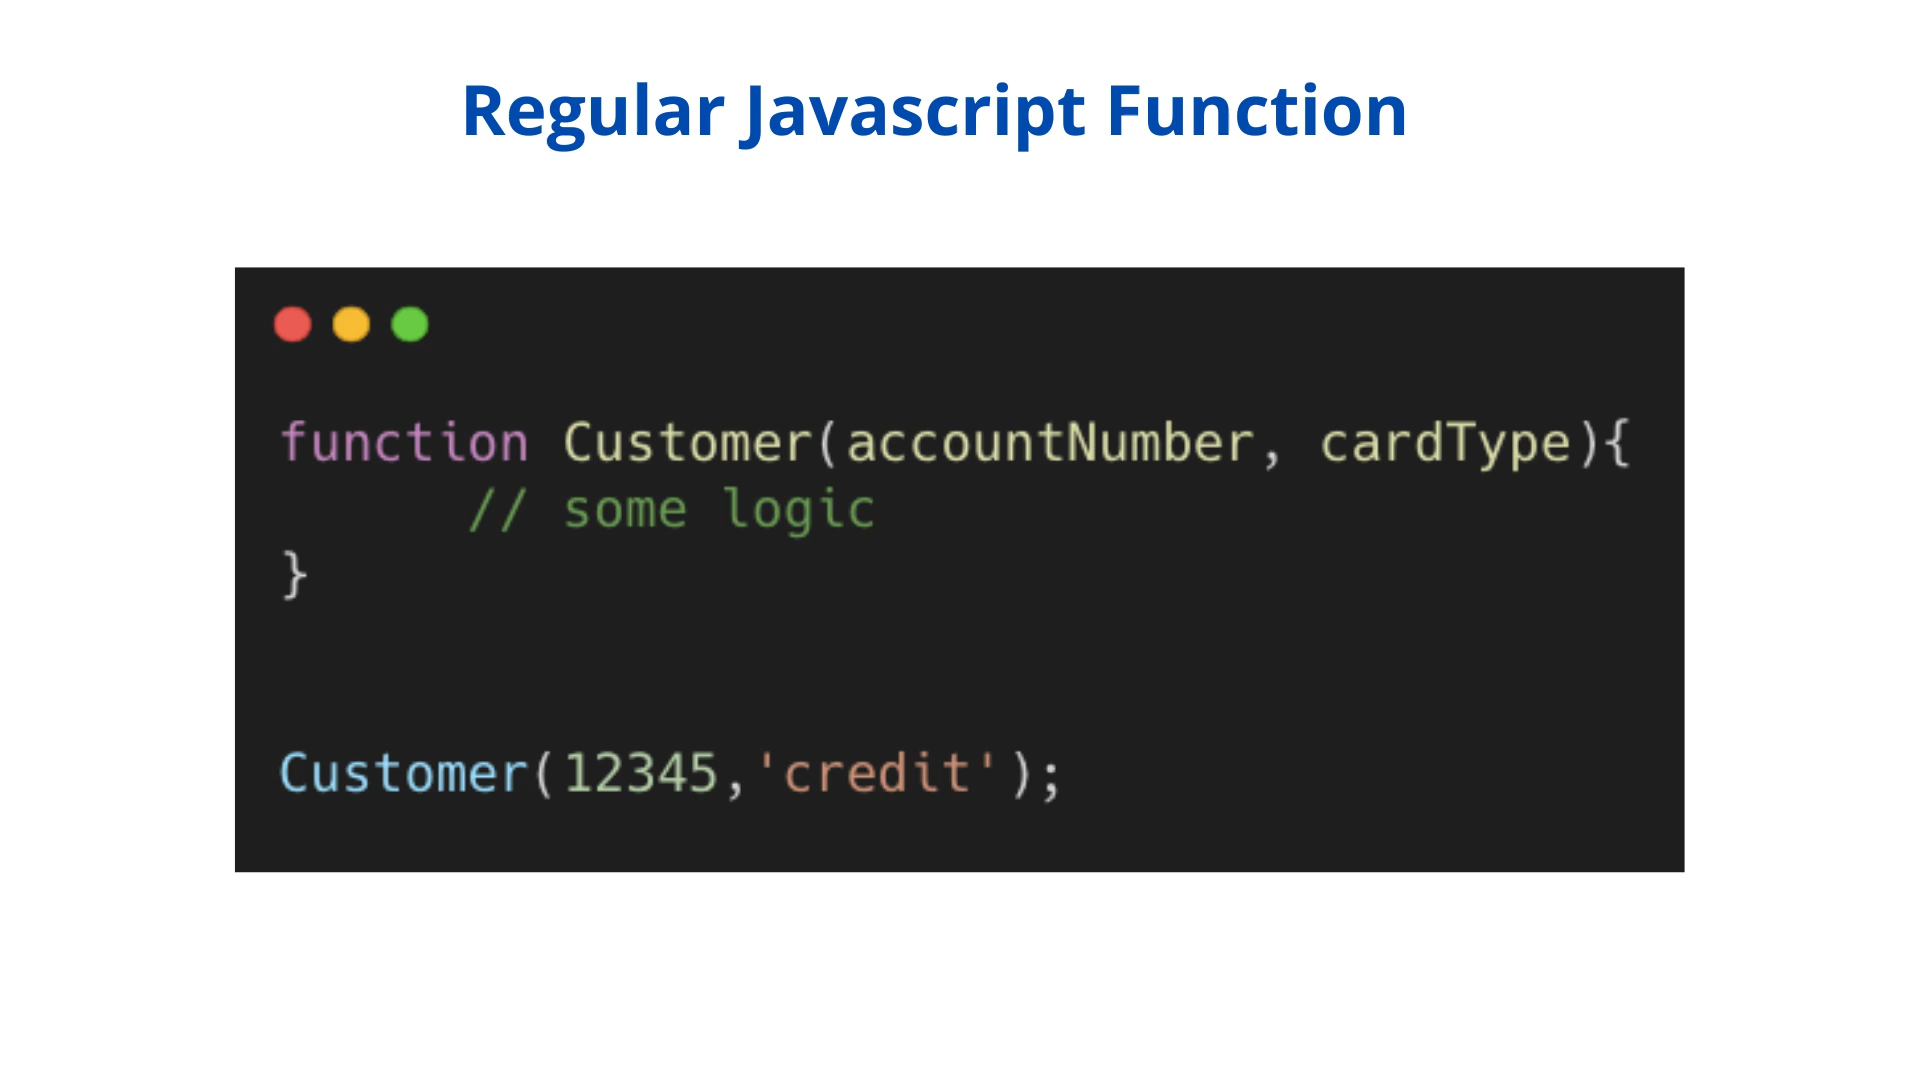 Regular Javascript Function
function Customer(accountNumber, cardType){
// some logic
}
Customer(12345,'credit');